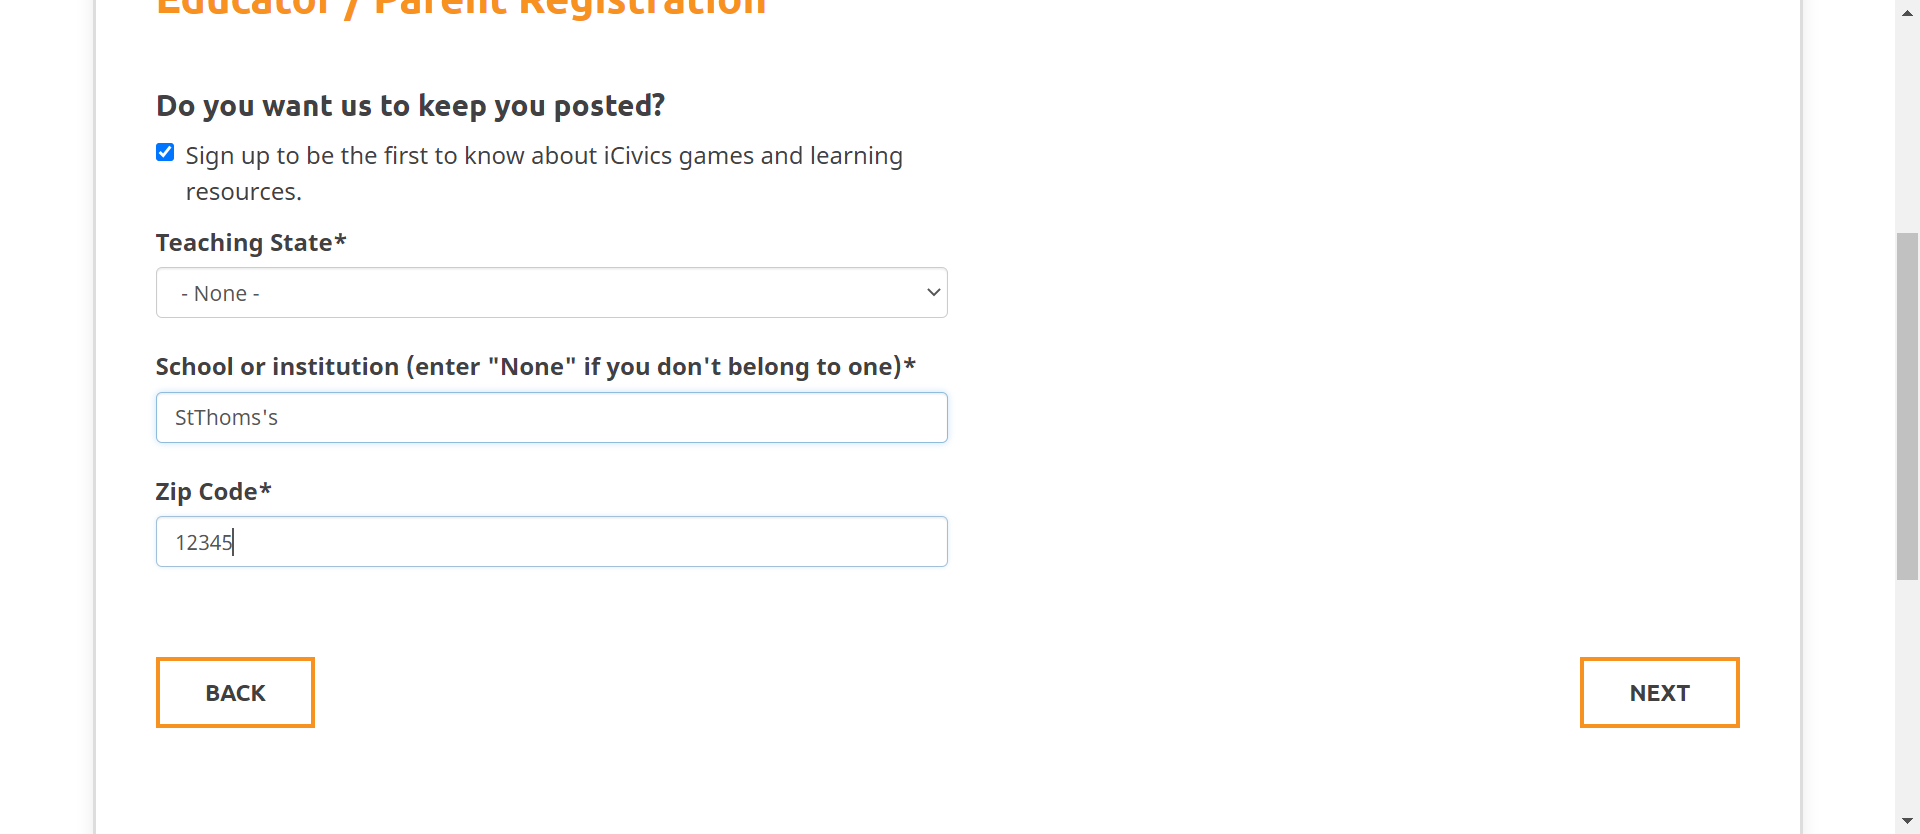 Educator / Parent Registration
Do you want us to keep you posted?
Sign up to be the first to know about iCivics games and learning
resources.
Teaching State*
- None -
School or institution (enter "None" if you don't belong to one)*
StThoms's
Zip Code*
12345
BACK
NEXT